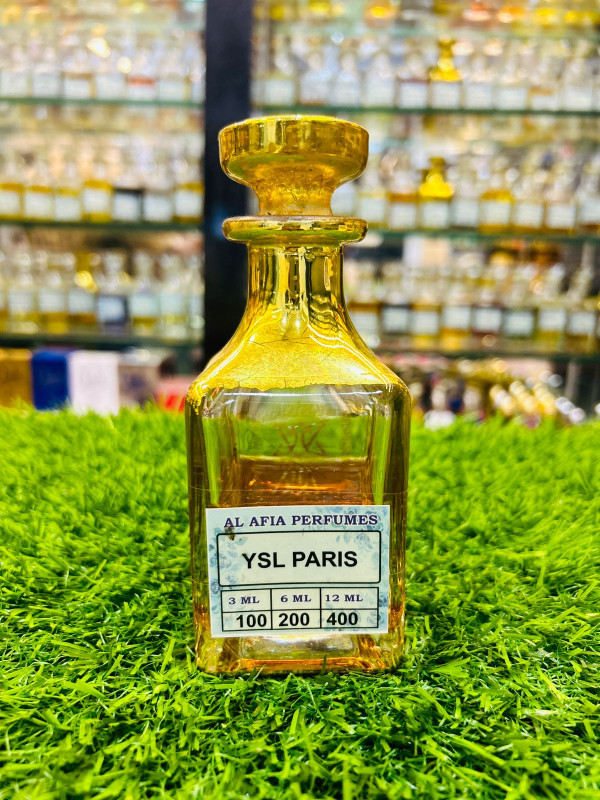 AL AFIA PERFUMES
YSL PARIS
3 ML 6 ML 12 ML
100 200 400